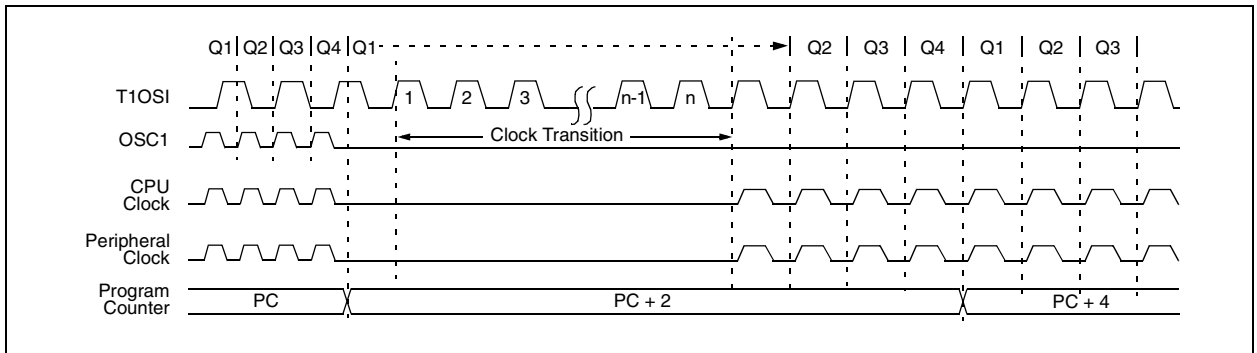 Q1 Q2 Q3 Q4 Q1 Q2 Q3 Q4 Q1 Q2 Q3
T1OSI 1 2 3 n-1 n
Clock Transition
OSC1
CPU
Clock
Peripheral
Clock
Program
Counter
PC PC + 2 PC + 4